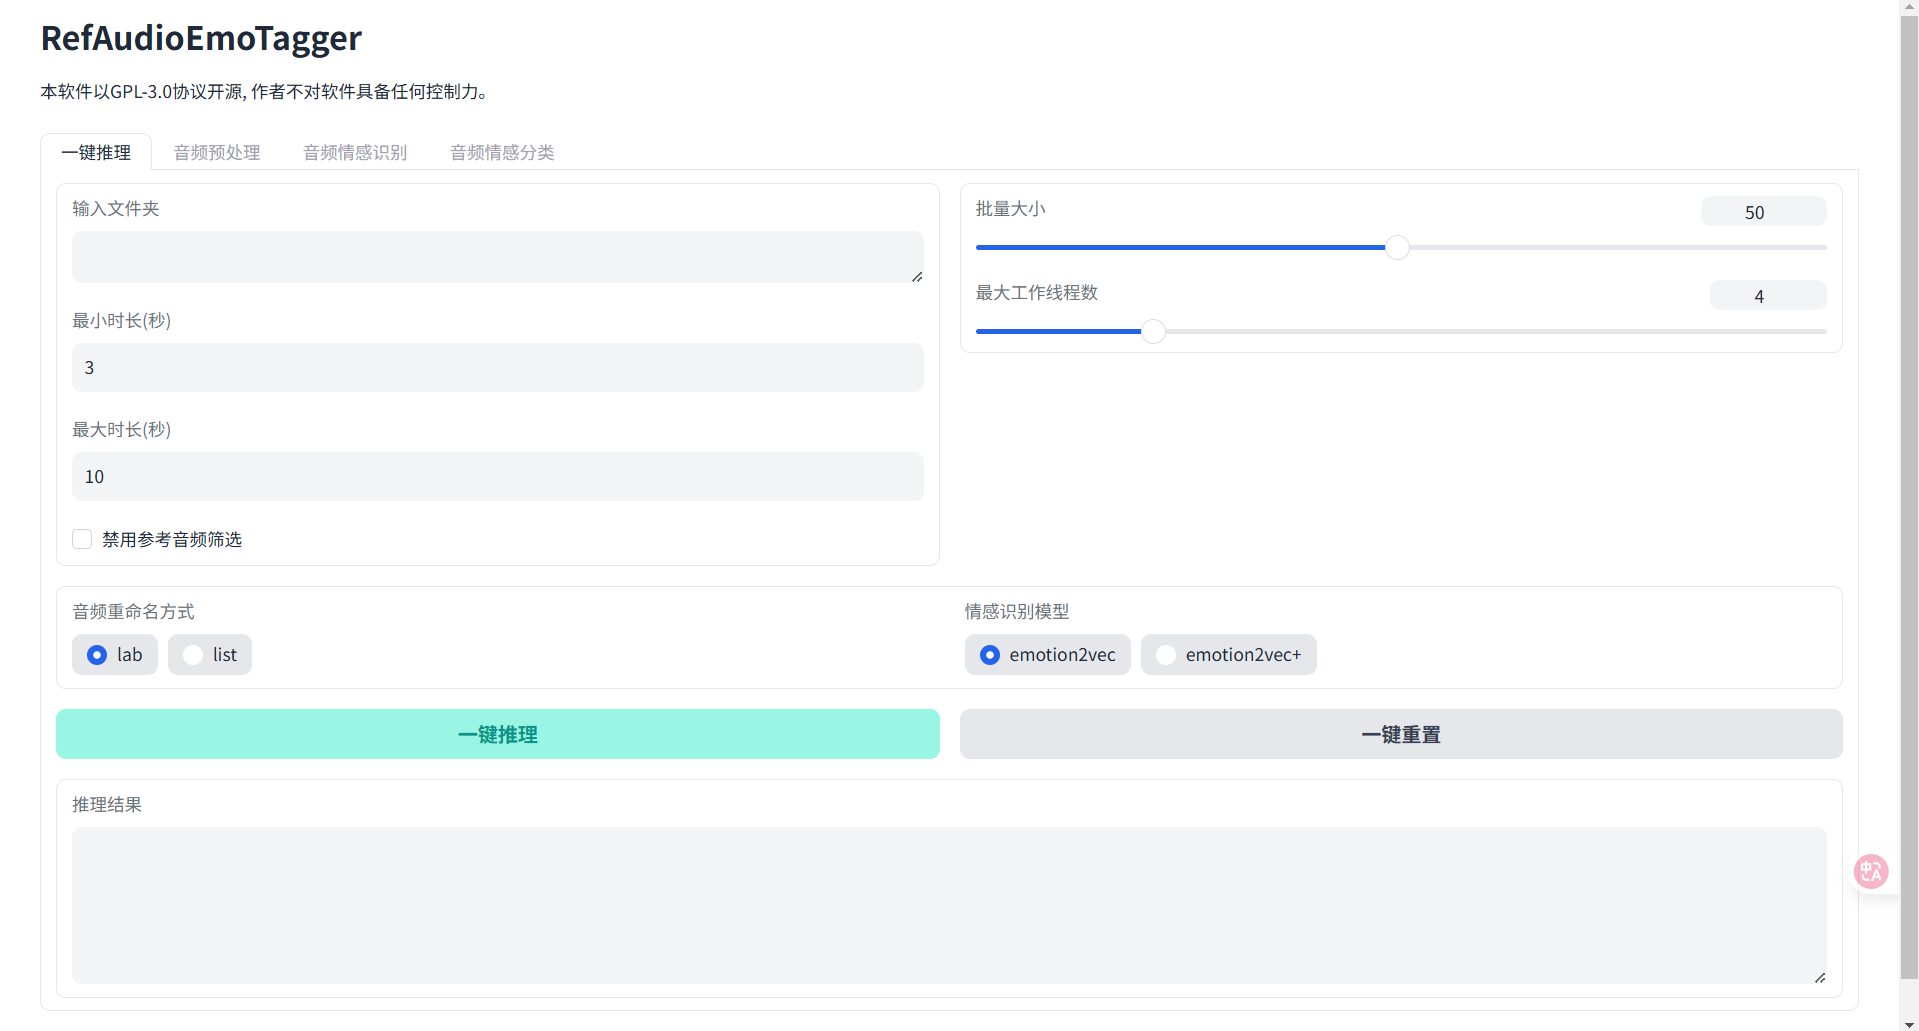 RefAudioEmoTagger
本软件以GPL-3.0协议开源, 作者不对软件具备任何控制力。
一键推理 音频预处理 音频情感识别 音频情感分类
输入文件夹
最小时长(秒)
3
最大时长(秒)
10
禁用参考音频筛选
批量大小
50
最大工作线程数
4
音频重命名方式
lab list
情感识别模型
emotion2vec emotion2vec+
一键推理 一键重置
推理结果
中A